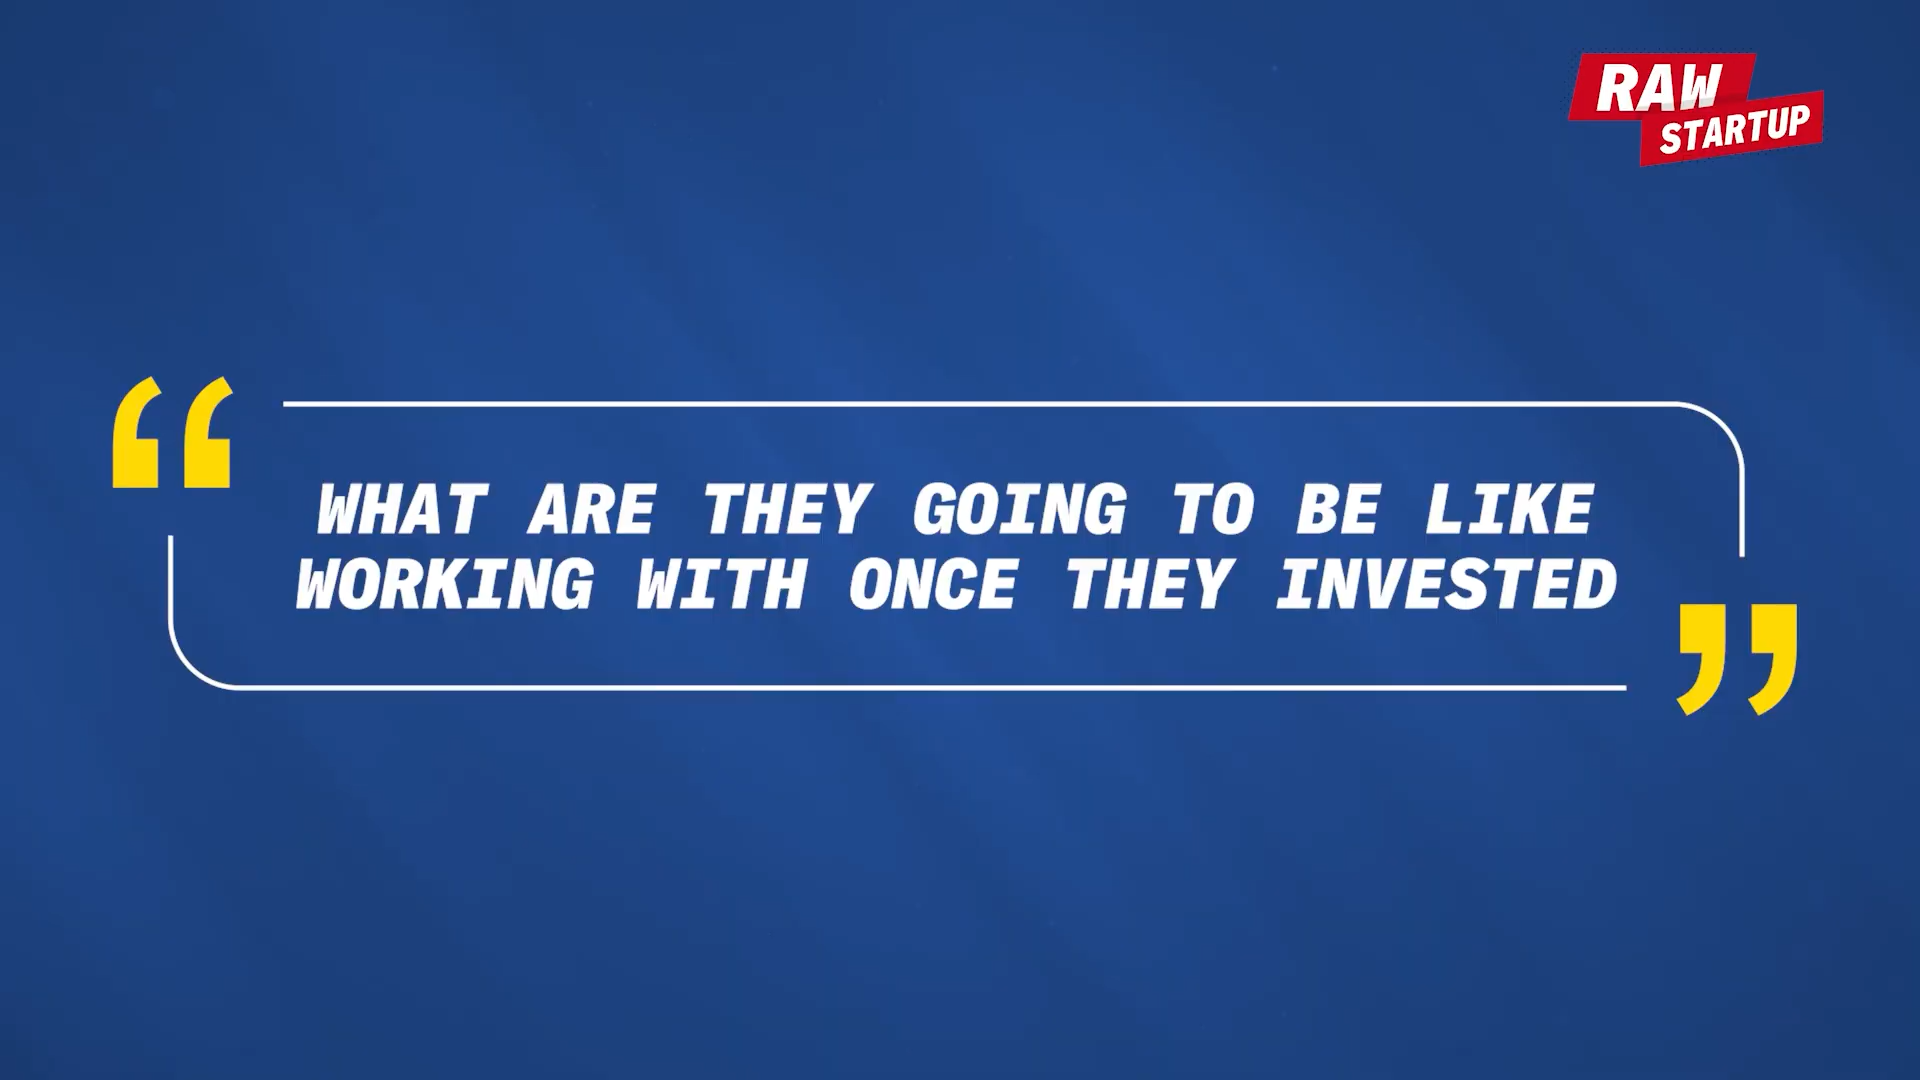 RAW
STARTUP
“
WHAT ARE THEY GOING TO BE LIKE
WORKING WITH ONCE THEY INVESTED
”